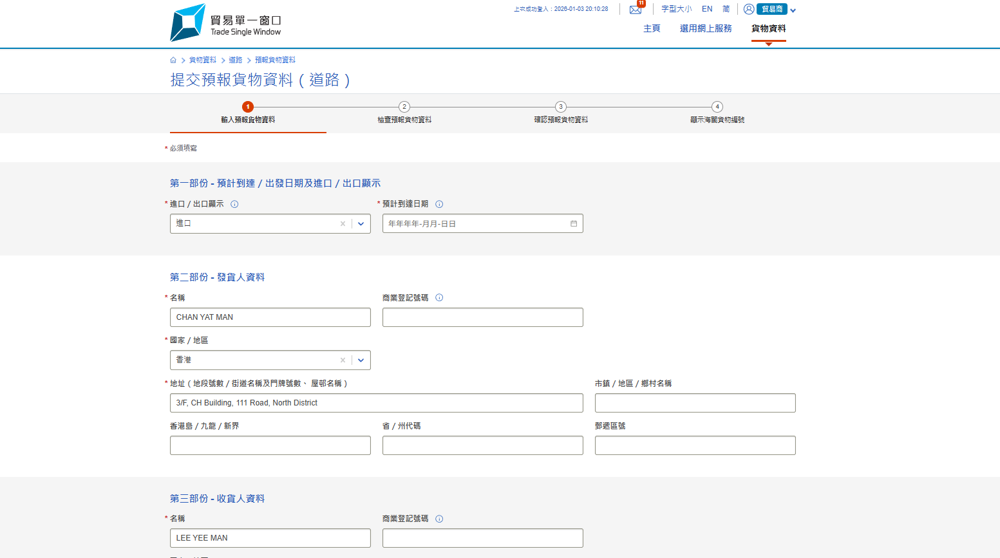 貿易單一窗口
Trade Single Window
上次成功登入：2026-01-03 20:10:28
11
字型大小 EN 简 貿易商
主頁 選用網上服務 貨物資料
貨物資料 道路 預報貨物資料
提交預報貨物資料（道路）
1 2 3 4
輸入預報貨物資料 檢查預報貨物資料 確認預報貨物資料 顯示海關貨物編號
* 必須填寫
第一部份 - 預計到達 / 出發日期及進口 / 出口顯示
* 進口 / 出口顯示 * 預計到達日期
進口 年年年年-月月-日日
第二部份 - 發貨人資料
* 名稱 商業登記號碼
CHAN YAT MAN
* 國家 / 地區
香港
* 地址（地段號數 / 街道名稱及門牌號數、屋邨名稱） 市鎮 / 地區 / 鄉村名稱
3/F, CH Building, 111 Road, North District
香港島 / 九龍 / 新界 省 / 州代碼 郵遞區號
第三部份 - 收貨人資料
* 名稱 商業登記號碼
LEE YEE MAN